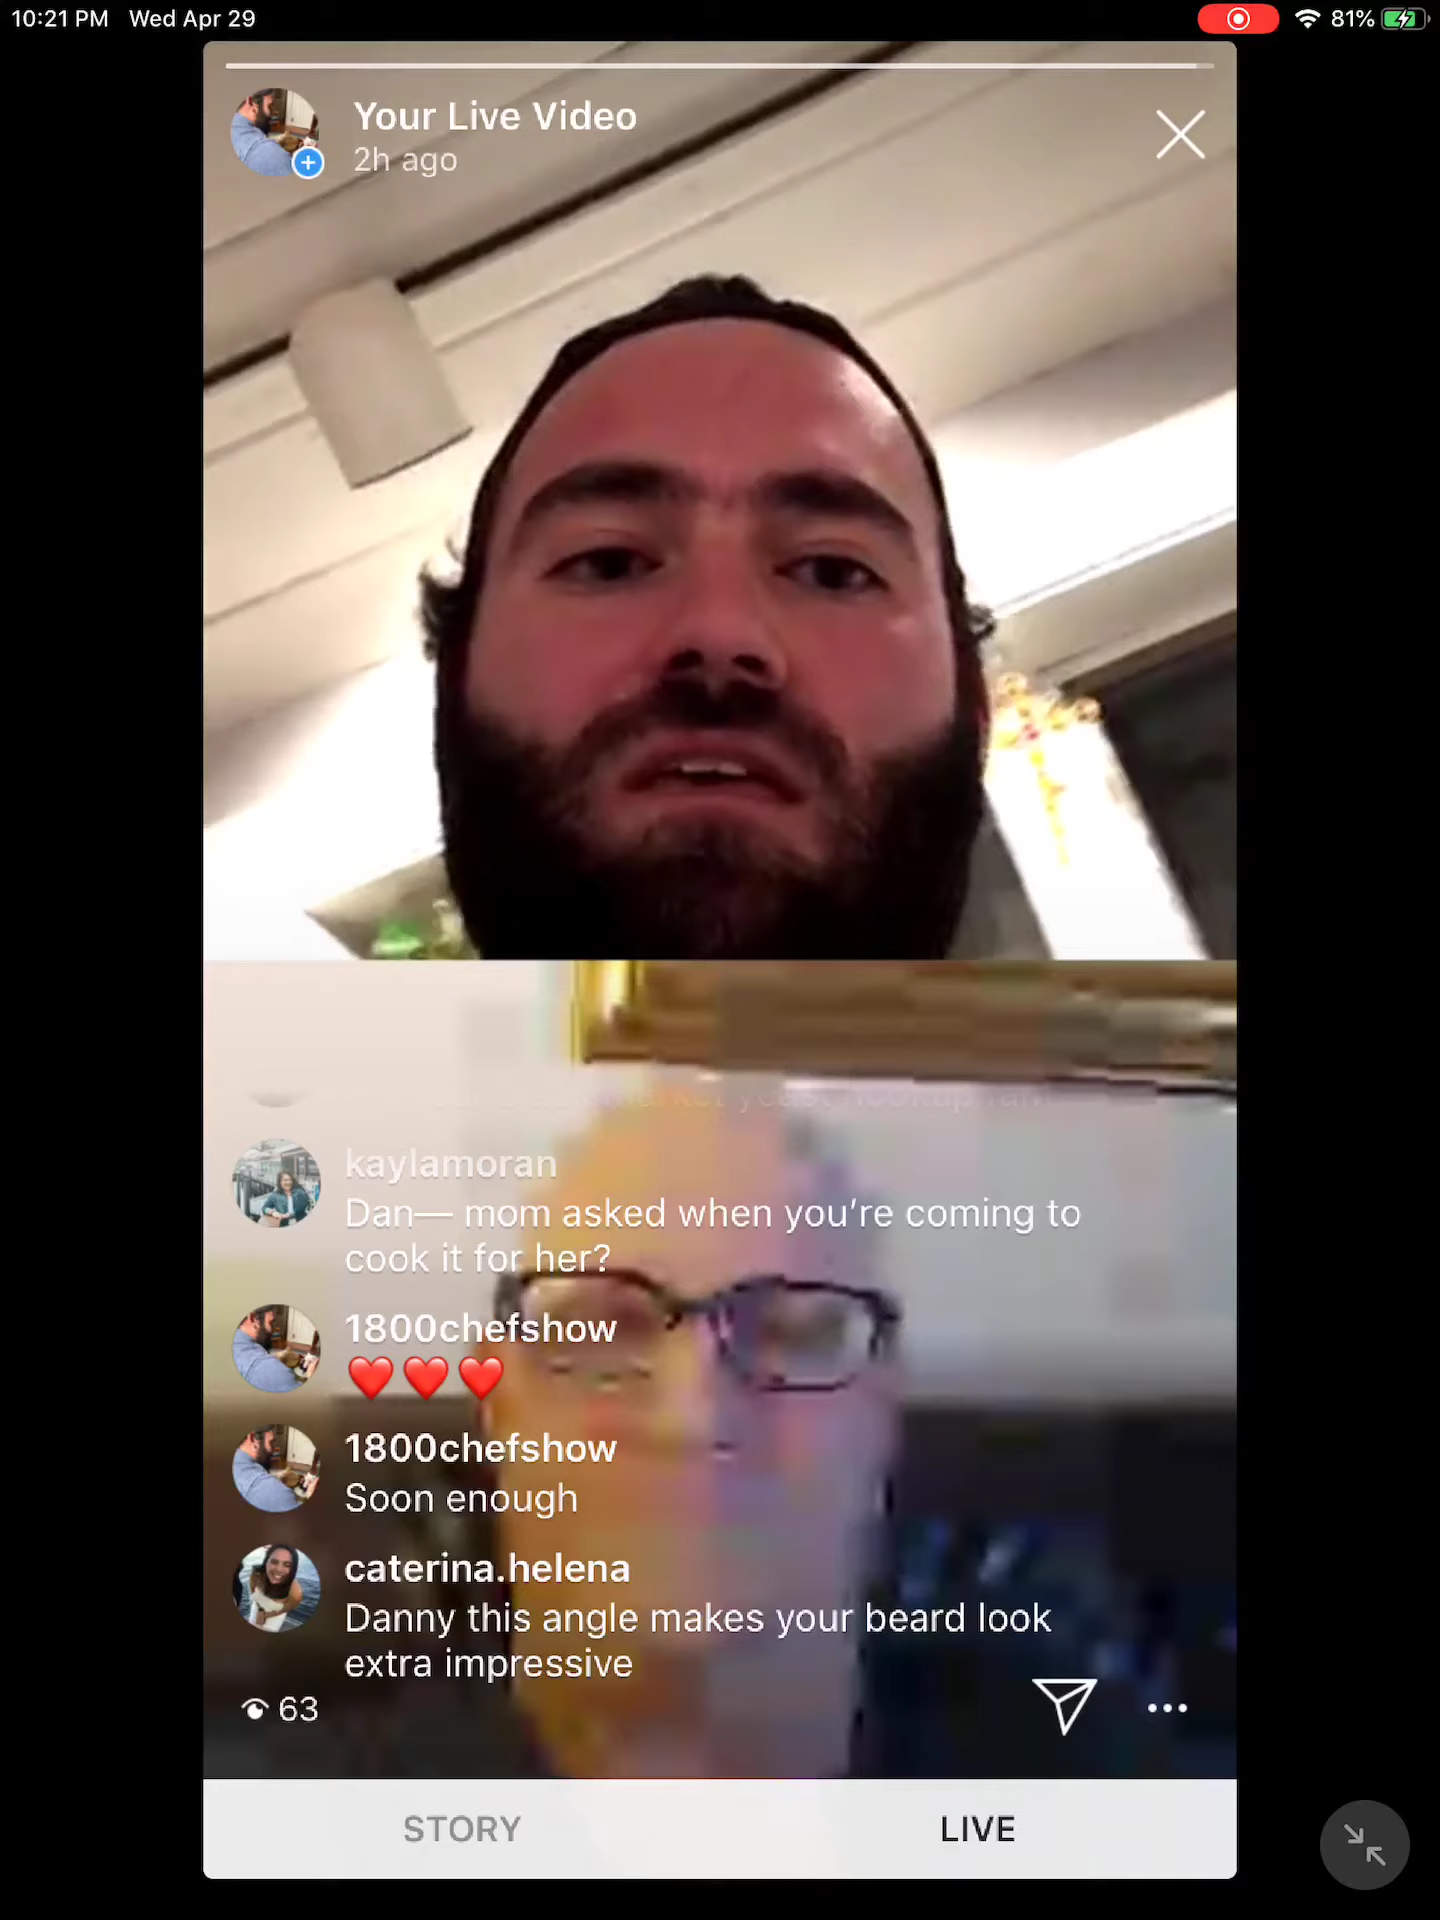 10:21 PM Wed Apr 29
81%
Your Live Video
2h ago
kaylamoran
Dan— mom asked when you're coming to
cook it for her?
1800chefshow
❤️❤️❤️
1800chefshow
Soon enough
caterina.helena
Danny this angle makes your beard look
extra impressive
63
STORY
LIVE